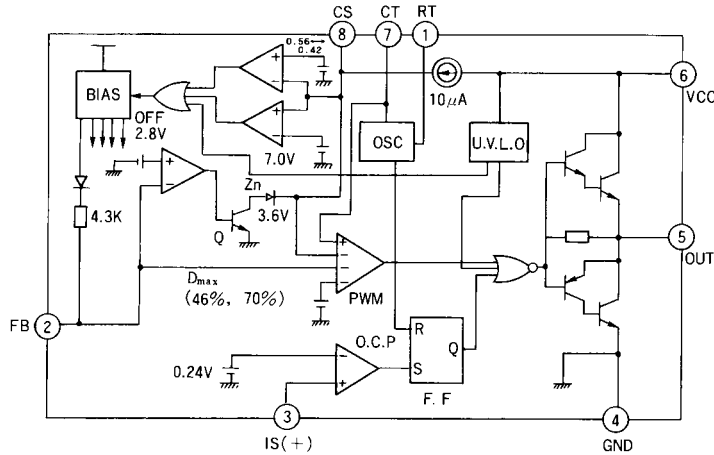 CS CT RT
8 7 1
0.56
0.42
6
VCC
BIAS
10μA
OFF
2.8V
OSC
U.V.L.O
7.0V
Zn
4.3K
3.6V
Q
5
OUT
Dmax
(46%, 70%)
PWM
FB 2
O.C.P
R
Q
S
0.24V
F. F
3
IS(+)
4
GND